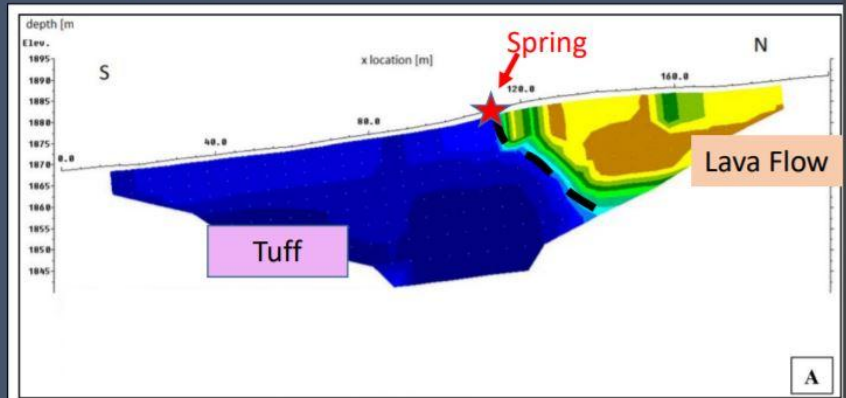 depth [m
Elev.
1895
1890
1885
1880
1870
1865
1860
1855
1850
1845
S
x location [m]
Spring
N
0.0
40.0
80.0
120.0
160.0
Lava Flow
Tuff
A